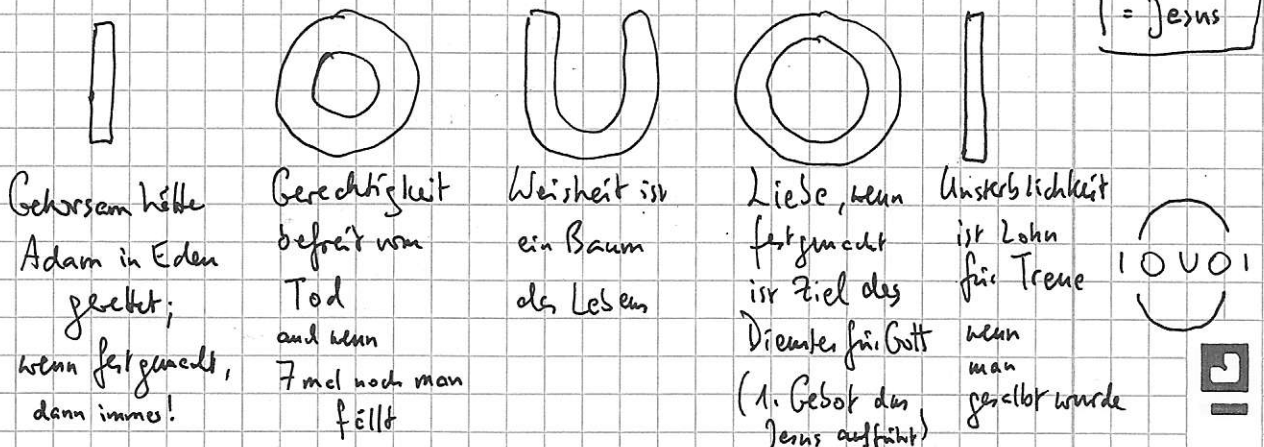 = Jesus
I O U O I
Gehorsam hätte
Adam in Eden
gerettet;
wenn festgemacht,
dann immer!
Gerechtigkeit
befreit vom
Tod
auch wenn
7 mal noch man
fällt
Weisheit ist
ein Baum
des Lebens
Liebe, wenn
festgemacht
ist Ziel des
Dienstes für Gott
(1. Gebot das
Jesus aufführt)
Unsterblichkeit
ist Lohn
für Treue
wenn
man
gesalbt wurde
I O U O I